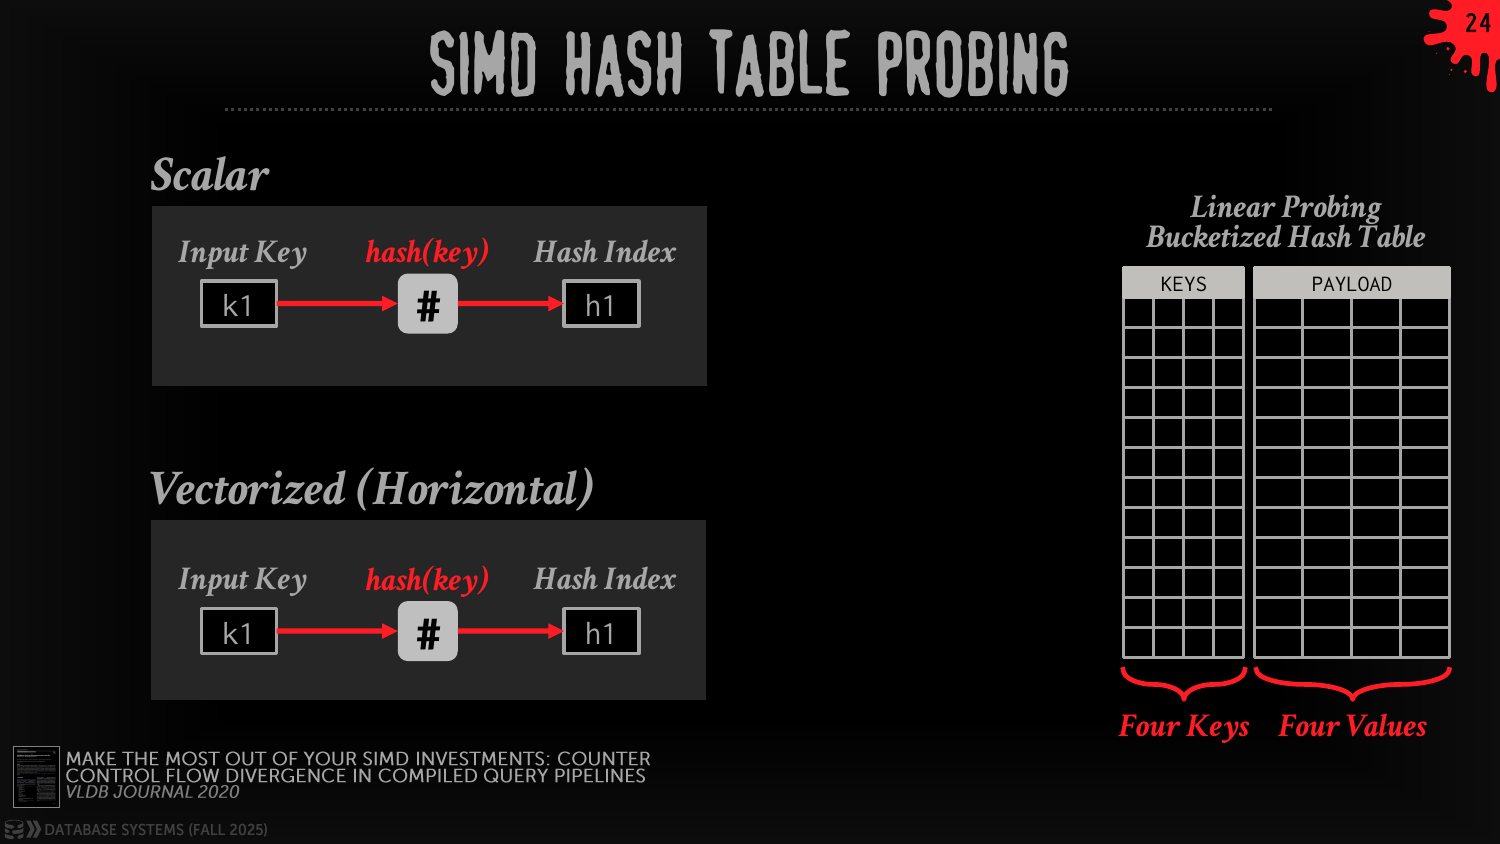 24
SIMD HASH TABLE PROBING
Scalar
Input Key hash(key) Hash Index
k1 # h1
Vectorized (Horizontal)
Input Key hash(key) Hash Index
k1 # h1
Linear Probing
Bucketized Hash Table
KEYS PAYLOAD
Four Keys Four Values
MAKE THE MOST OUT OF YOUR SIMD INVESTMENTS: COUNTER
CONTROL FLOW DIVERGENCE IN COMPILED QUERY PIPELINES
VLDB JOURNAL 2020
DATABASE SYSTEMS (FALL 2025)